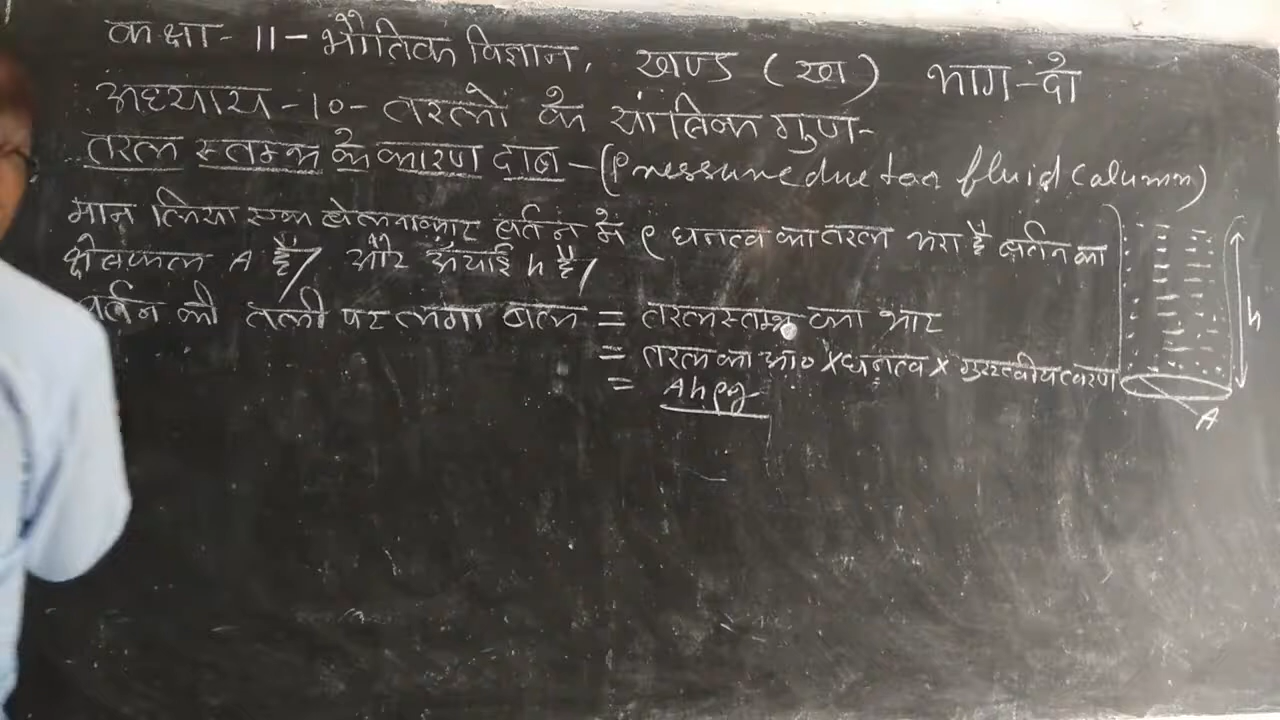 कक्षा- 11- भौतिक विज्ञान, खण्ड (ख) भाग-दो
अध्याय -10- तरलो के यांत्रिक गुण-
तरल स्तम्भ के कारण दाब - (Pressure due to a fluid calumn)
मान लिया एक बेलनाकार बर्तन में ρ घनत्व का तरल भरा है बर्तन का
क्षेत्रफल A है/ और ऊँचाई h है/
बर्तन की तली पर लगा बल = तरल स्तम्भ का भार
= तरल का आ० × घनत्व × गुरुत्वीय त्वरण
= Ahρg
h
A